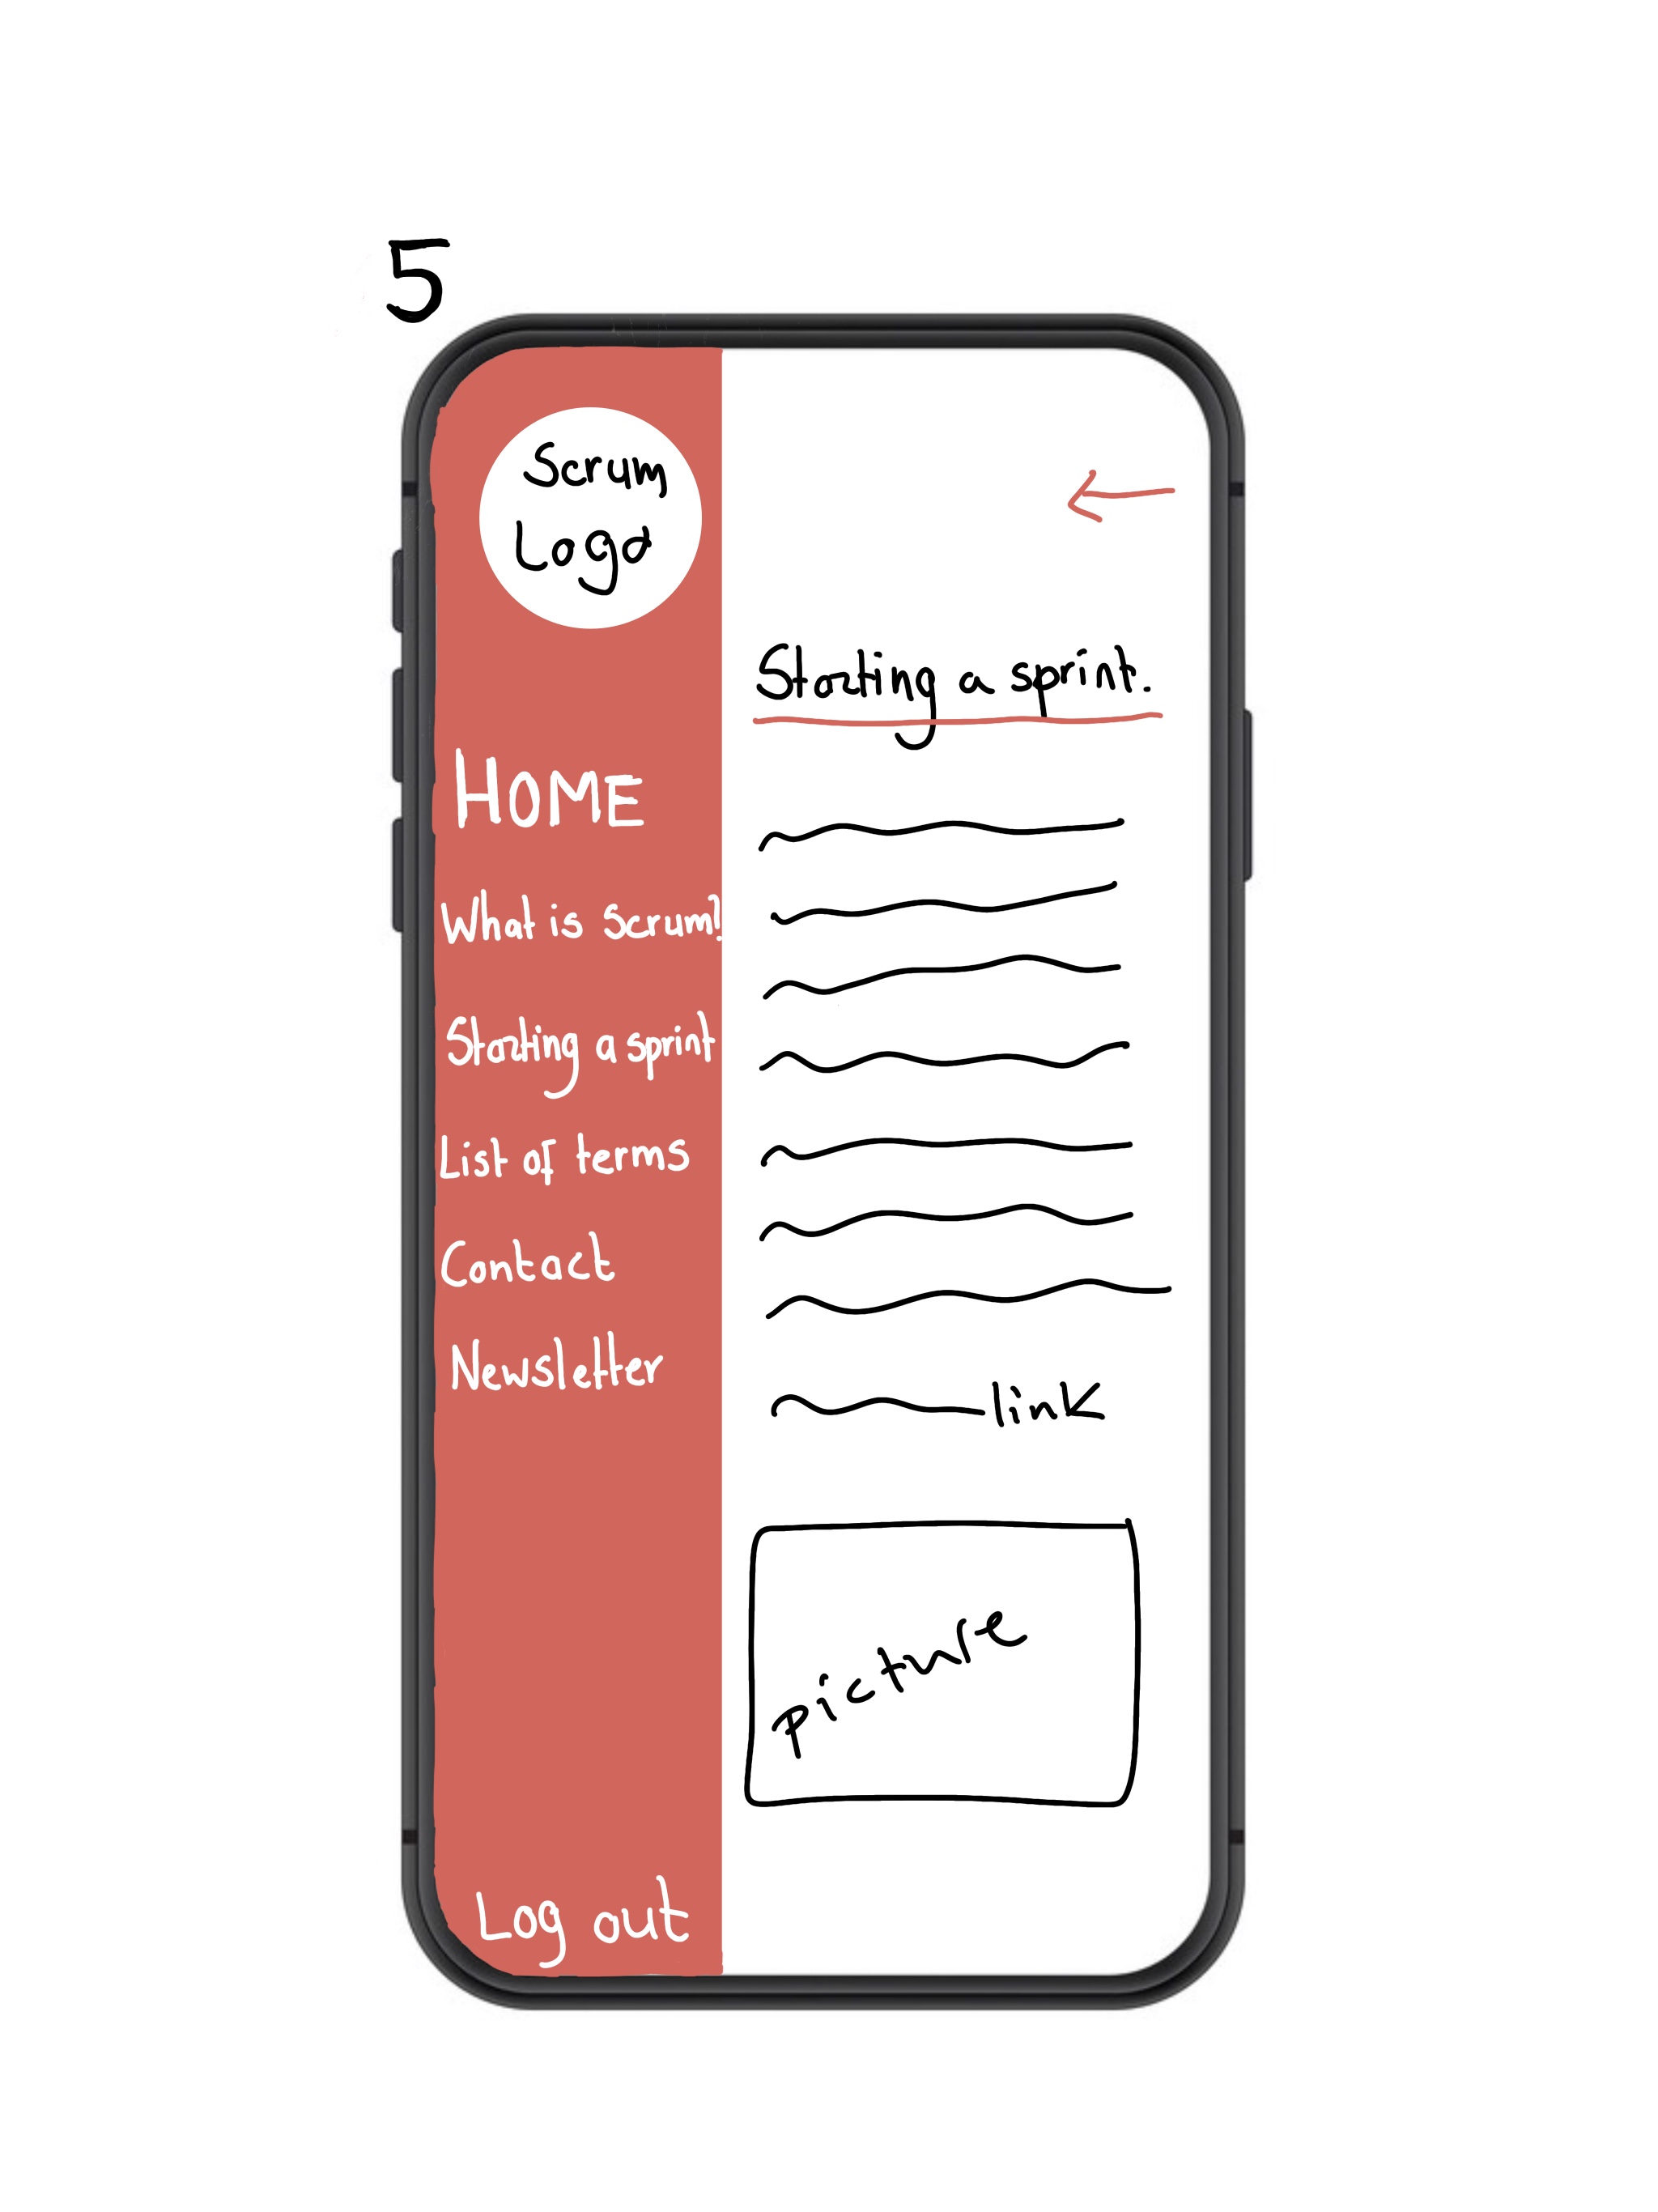 5
Scrum
Logo
HOME
What is Scrum?
Starting a sprint
List of terms
Contact
Newsletter
Log out
Starting a sprint.
link
picture